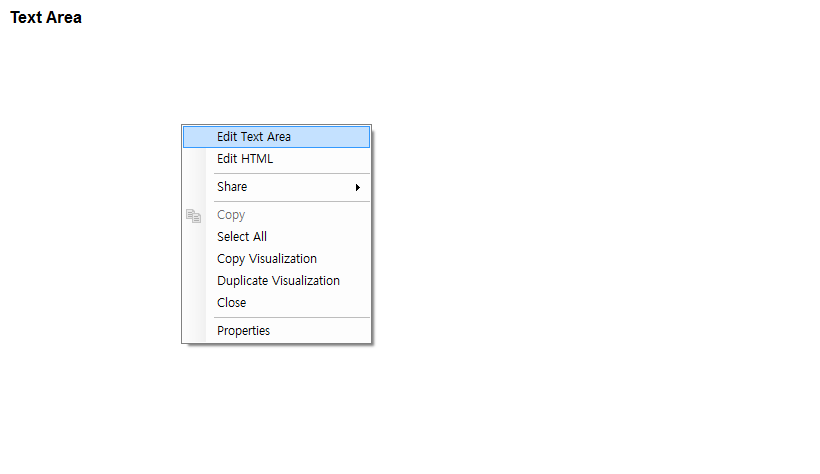 Text Area
Edit Text Area
Edit HTML
Share
Copy
Select All
Copy Visualization
Duplicate Visualization
Close
Properties